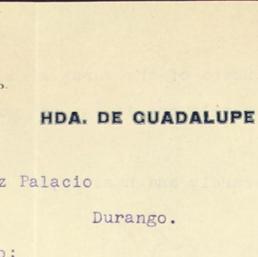 HDA. DE GUADALUPE
z Palacio
Durango.
o: